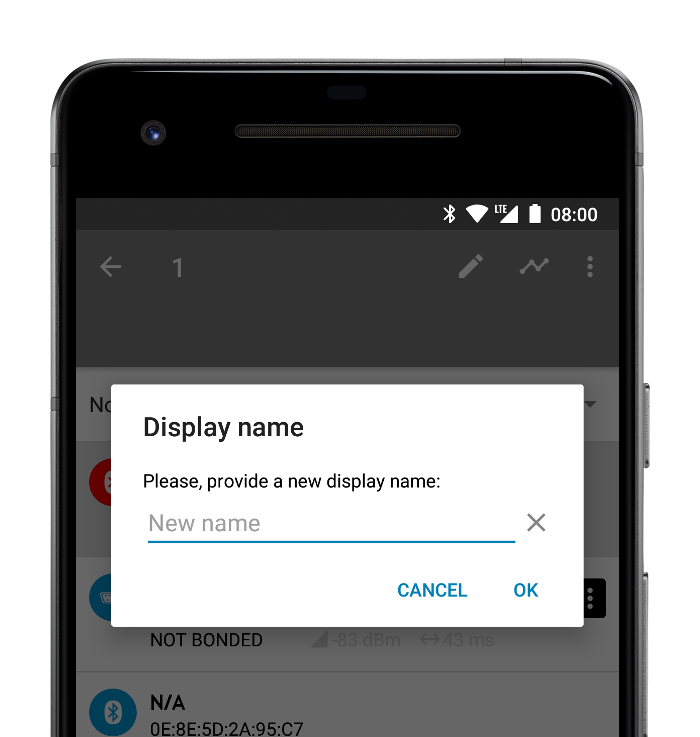 LTE 08:00
1
No
Display name
Please, provide a new display name:
New name
CANCEL OK
NOT BONDED -83 dBm 43 ms
N/A
0E:8E:5D:2A:95:C7